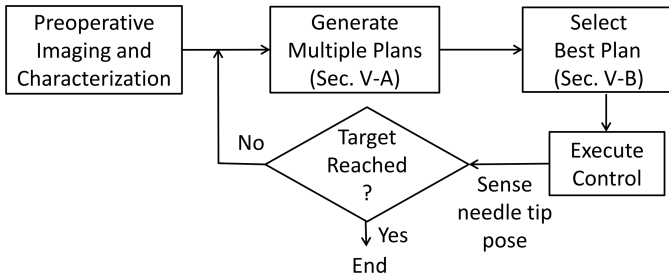 Preoperative
Imaging and
Characterization
Generate
Multiple Plans
(Sec. V-A)
Select
Best Plan
(Sec. V-B)
Execute
Control
Sense
needle tip
pose
Target
Reached
?
No
Yes
End